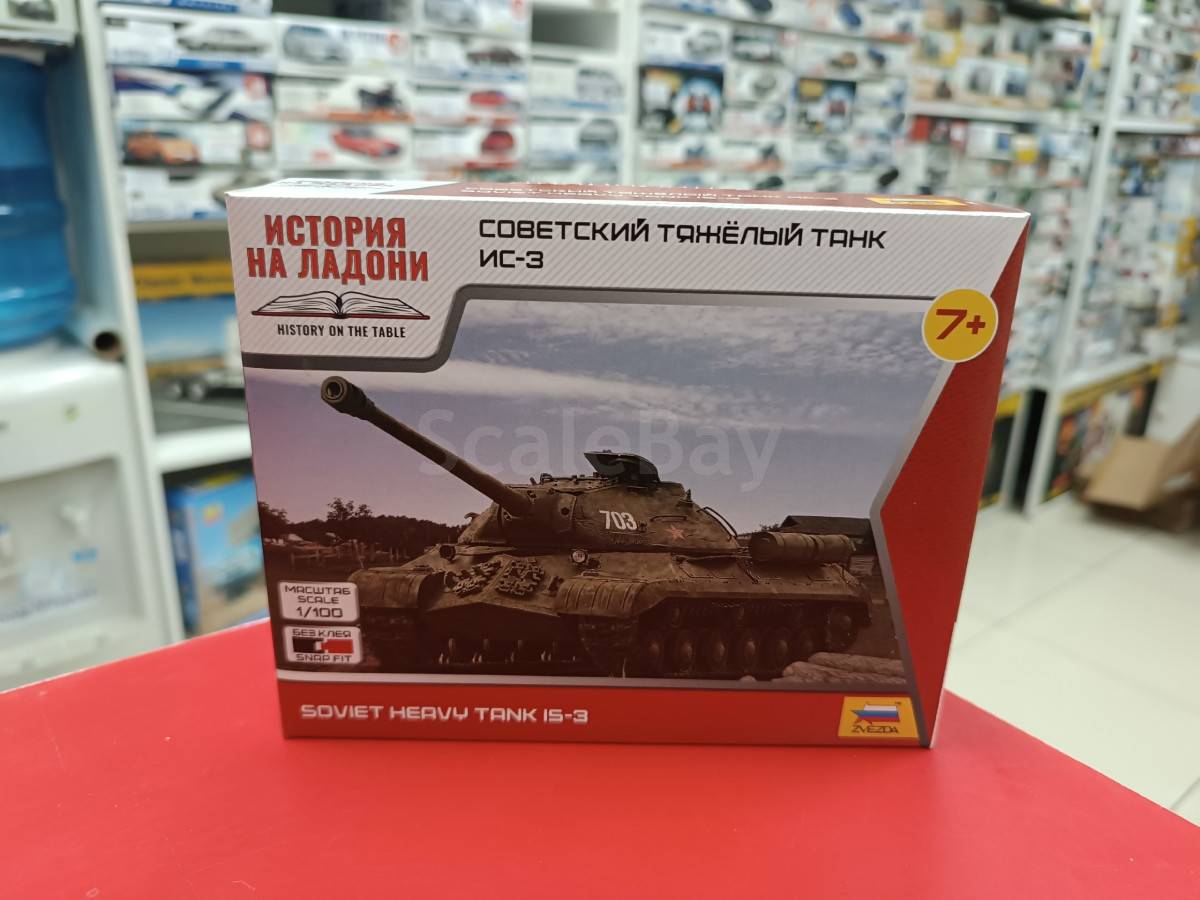 ИСТОРИЯ
НА ЛАДОНИ
HISTORY ON THE TABLE
СОВЕТСКИЙ ТЯЖЁЛЫЙ ТАНК
ИС-3
7+
ScaleBay
703
МАСШТАБ
SCALE
1/100
БЕЗ КЛЕЯ
SNAP FIT
SOVIET HEAVY TANK IS-3
ZVEZDA